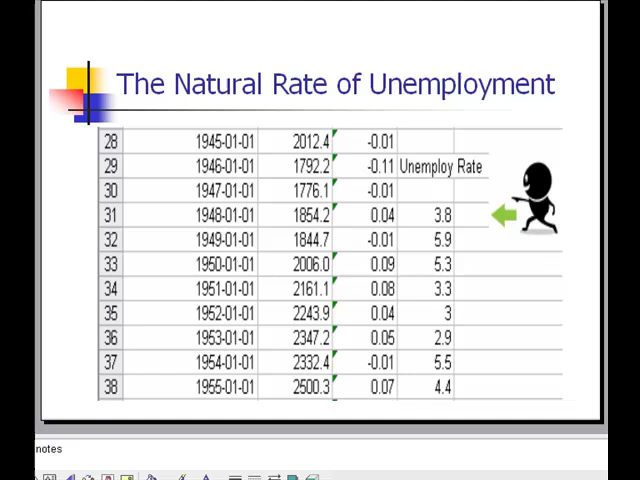 The Natural Rate of Unemployment
28 1945-01-01 2012.4 -0.01
29 1946-01-01 1792.2 -0.11 Unemploy Rate
30 1947-01-01 1776.1 -0.01
31 1948-01-01 1854.2 0.04 3.8
32 1949-01-01 1844.7 -0.01 5.9
33 1950-01-01 2006.0 0.09 5.3
34 1951-01-01 2161.1 0.08 3.3
35 1952-01-01 2243.9 0.04 3
36 1953-01-01 2347.2 0.05 2.9
37 1954-01-01 2332.4 -0.01 5.5
38 1955-01-01 2500.3 0.07 4.4
notes